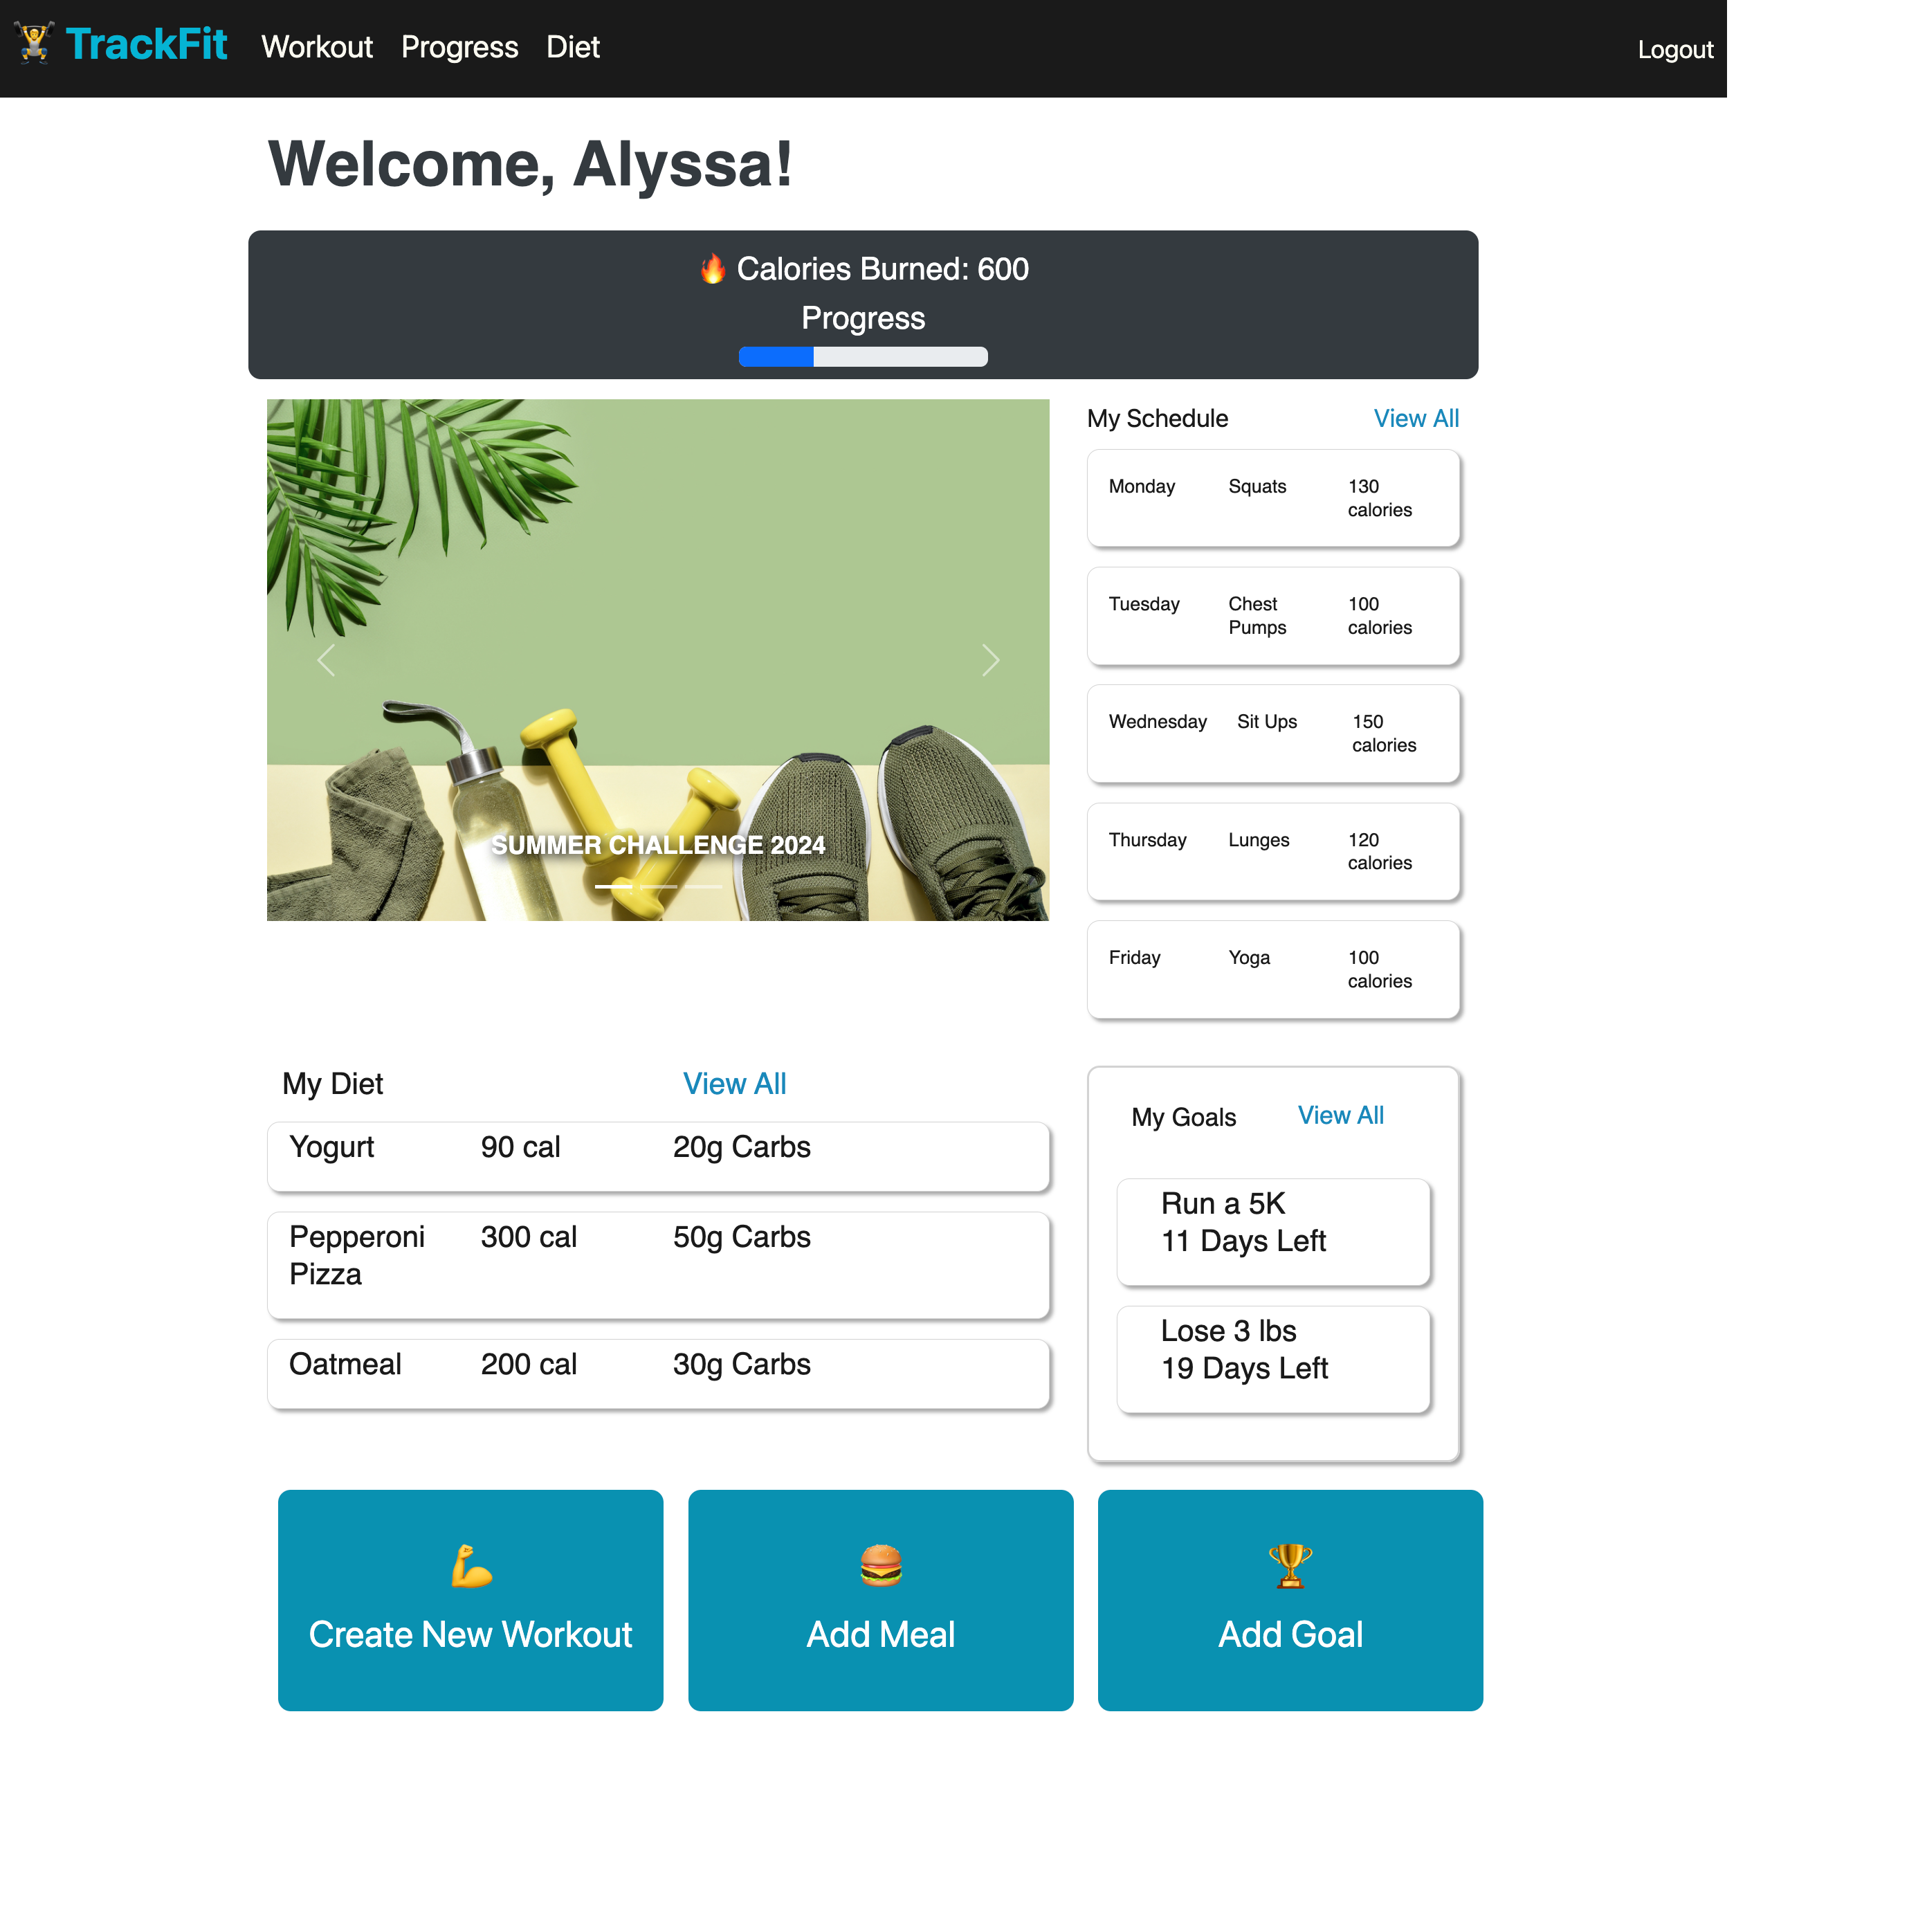 TrackFit Workout Progress Diet Logout
Welcome, Alyssa!
Calories Burned: 600
Progress
SUMMER CHALLENGE 2024
My Schedule View All
Monday Squats 130
calories
Tuesday Chest 100
Pumps calories
Wednesday Sit Ups 150
calories
Thursday Lunges 120
calories
Friday Yoga 100
calories
My Diet View All
Yogurt 90 cal 20g Carbs
Pepperoni 300 cal 50g Carbs
Pizza
Oatmeal 200 cal 30g Carbs
My Goals View All
Run a 5K
11 Days Left
Lose 3 lbs
19 Days Left
Create New Workout
Add Meal
Add Goal